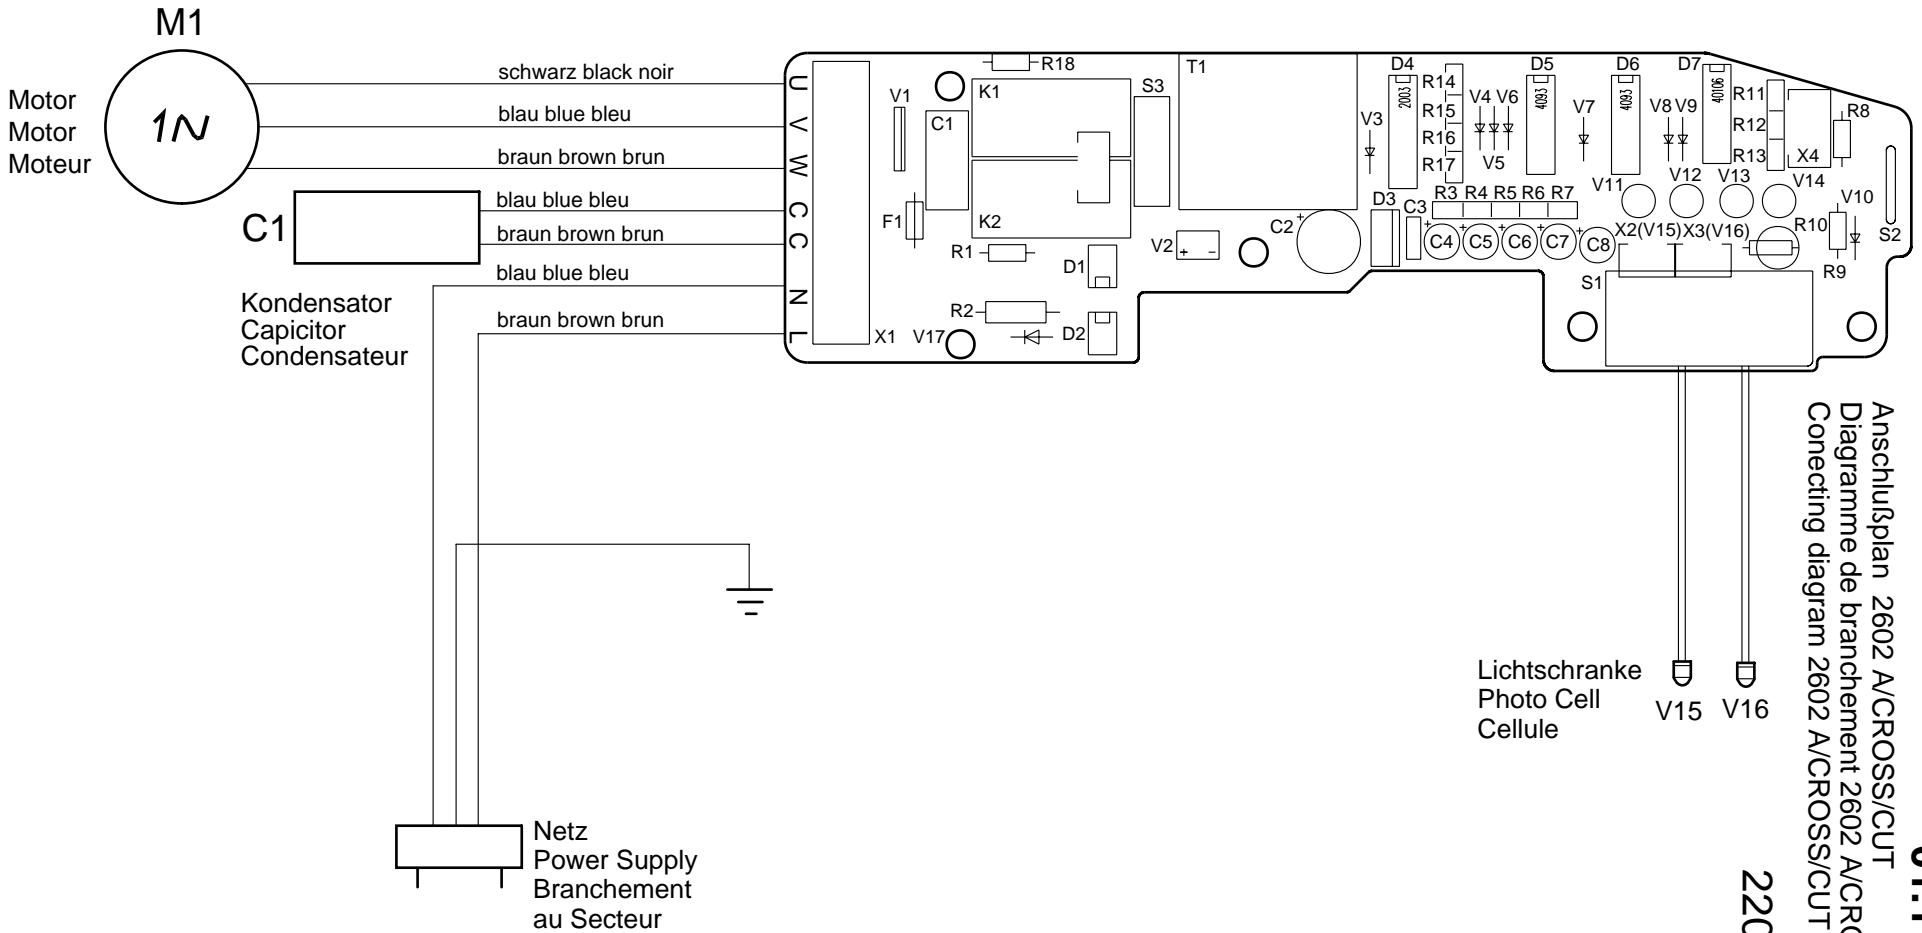 M1
Motor
Motor
Moteur
1N
schwarz black noir
blau blue bleu
braun brown brun
C1
blau blue bleu
braun brown brun
blau blue bleu
braun brown brun
Kondensator
Capicitor
Condensateur
U
V
W
C
C
N
L
X1
V1
R18
K1
C1
K2
S3
F1
R1
D1
R2
V17
D2
T1
V2
C2
V3
D4
2003
R14
R15
R16
R17
V4 V6
V5
D5
4093
V7
D6
4093
V8 V9
D7
40106
R11
R12
R13
X4
R8
D3
C3
R3 R4 R5 R6 R7
C4
C5
C6
C7
C8
V11
V12
V13
V14
V10
X2(V15)
X3(V16)
R10
R9
S2
S1
Lichtschranke
Photo Cell
Cellule
V15
V16
Netz
Power Supply
Branchement
au Secteur
Anschlußplan 2602 A/CROSS/CUT
Diagramme de branchement 2602 A/CRO
Conecting diagram 2602 A/CROSS/CUT
220